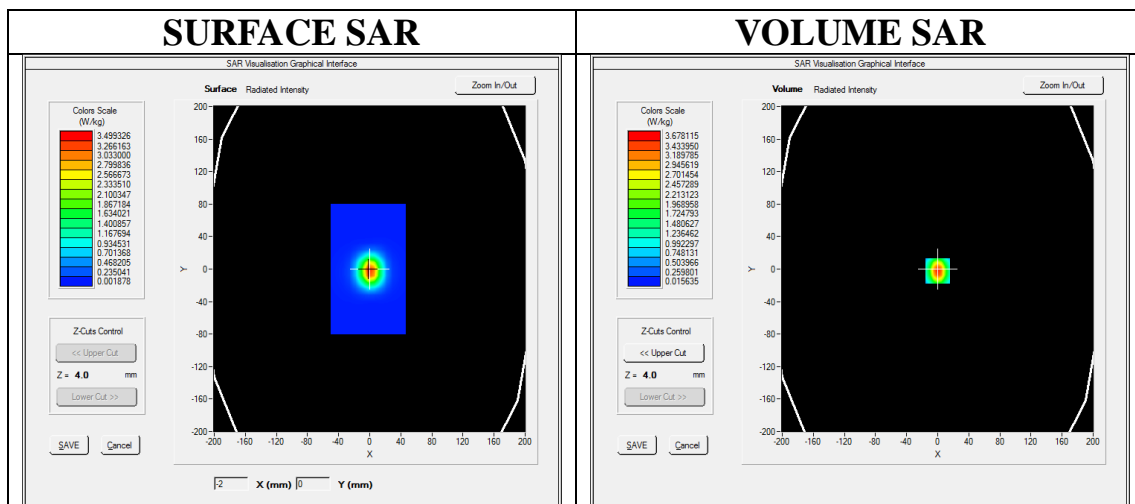 SURFACE SAR
SAR Visualisation Graphical Interface
Surface Radiated Intensity
Zoom In/Out
Colors Scale
(W/kg)
3.499326
3.266163
3.033000
2.799836
2.566673
2.333510
2.100347
1.867184
1.634021
1.400857
1.167694
0.934531
0.701368
0.468205
0.235041
0.001878
Z-Cuts Control
<< Upper Cut
Z = 4.0 mm
Lower Cut >>
SAVE Cancel
200
160
120
80
40
0
-40
-80
-120
-160
-200
Y
-200 -160 -120 -80 -40 0 40 80 120 160 200
X
-2 X (mm) 0 Y (mm)
VOLUME SAR
SAR Visualisation Graphical Interface
Volume Radiated Intensity
Zoom In/Out
Colors Scale
(W/kg)
3.678115
3.433950
3.189785
2.945619
2.701454
2.457289
2.213123
1.968958
1.724793
1.480627
1.236462
0.992297
0.748131
0.503966
0.259801
0.015635
Z-Cuts Control
<< Upper Cut
Z = 4.0 mm
Lower Cut >>
SAVE Cancel
200
160
120
80
40
0
-40
-80
-120
-160
-200
Y
-200 -160 -120 -80 -40 0 40 80 120 160 200
X